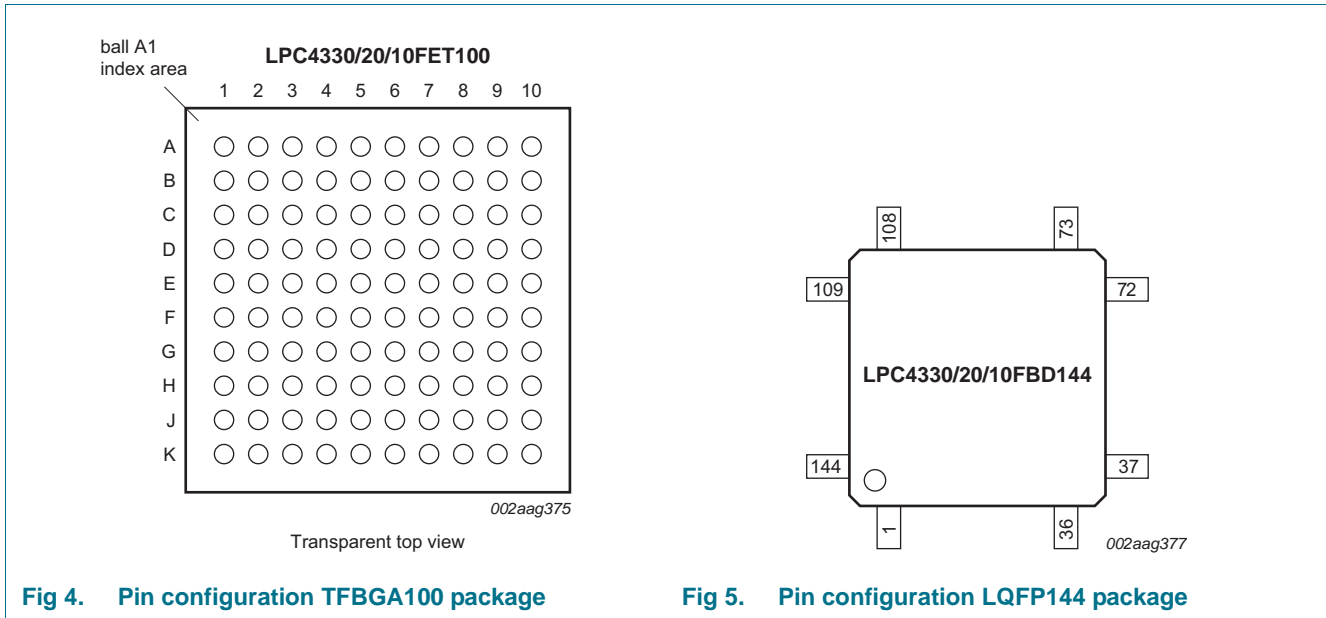 ball A1
index area
LPC4330/20/10FET100
1 2 3 4 5 6 7 8 9 10
A
B
C
D
E
F
G
H
J
K
002aag375
Transparent top view
Fig 4. Pin configuration TFBGA100 package
108 73
109 72
LPC4330/20/10FBD144
144 37
1 36
002aag377
Fig 5. Pin configuration LQFP144 package